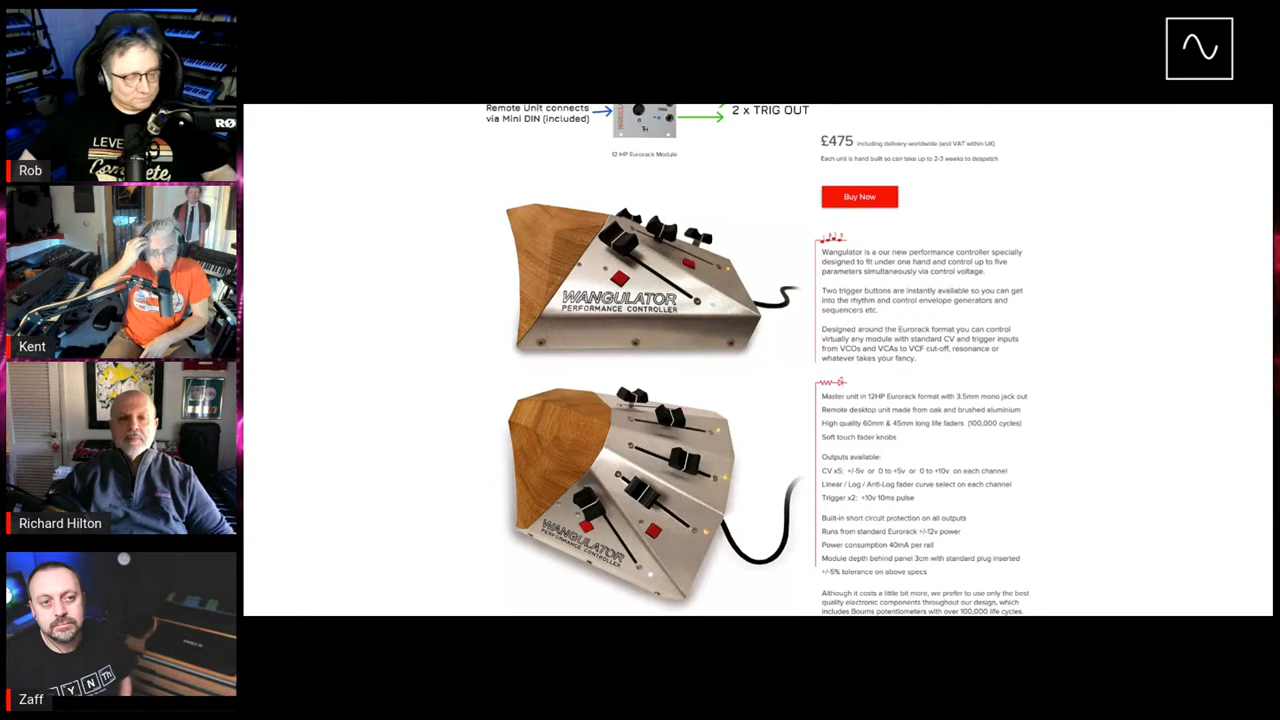 RØ
LEVE
Complete,
Rob
Kent
Richard Hilton
Y N Th
Zaff
Remote Unit connects
via Mini DIN (included)
2 x TRIG OUT
TH
12 HP Eurorack Module
WANGULATOR
PERFORMANCE CONTROLLER
WANGULATOR
PERFORMANCE CONTROLLER
£475 including delivery worldwide (and VAT within UK)
Each unit is hand built so can take up to 2-3 weeks to despatch
Buy Now
Wangulator is a our new performance controller specially
designed to fit under one hand and control up to five
parameters simultaneously via control voltage.
Two trigger buttons are instantly available so you can get
into the rhythm and control envelope generators and
sequencers etc.
Designed around the Eurorack format you can control
virtually any module with standard CV and trigger inputs
from VCOs and VCAs to VCF cut-off, resonance or
whatever takes your fancy.
Master unit in 12HP Eurorack format with 3.5mm mono jack out
Remote desktop unit made from oak and brushed aluminium
High quality 60mm & 45mm long life faders (100,000 cycles)
Soft touch fader knobs
Outputs available:
CV x5: +/-5v or 0 to +5v or 0 to +10v on each channel
Linear / Log / Anti-Log fader curve select on each channel
Trigger x2: +10v 10ms pulse
Built-in short circuit protection on all outputs
Runs from standard Eurorack +/-12v power
Power consumption 40mA per rail
Module depth behind panel 3cm with standard plug inserted
+/-5% tolerance on above specs
Although it costs a little bit more, we prefer to use only the best
quality electronic components throughout our design, which
includes Bourns potentiometers with over 100,000 life cycles.